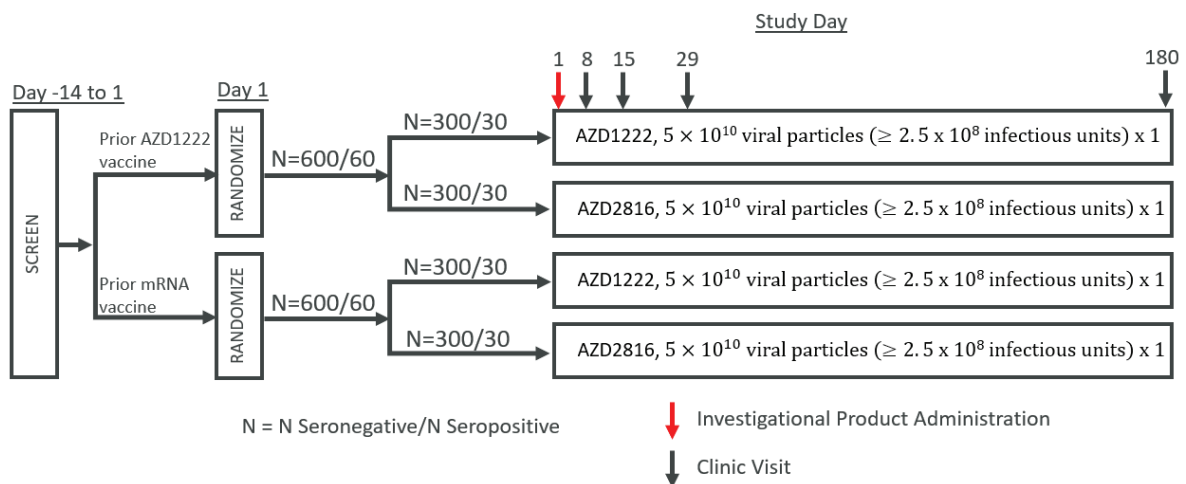 Study Day
1 8 15 29 180
Day -14 to 1
Day 1
SCREEN
Prior AZD1222
vaccine
RANDOMIZE
N=600/60
N=300/30
AZD1222, 5 × 10¹⁰ viral particles (≥ 2.5 x 10⁸ infectious units) x 1
N=300/30
AZD2816, 5 × 10¹⁰ viral particles (≥ 2.5 x 10⁸ infectious units) x 1
Prior mRNA
vaccine
RANDOMIZE
N=600/60
N=300/30
AZD1222, 5 × 10¹⁰ viral particles (≥ 2.5 x 10⁸ infectious units) x 1
N=300/30
AZD2816, 5 × 10¹⁰ viral particles (≥ 2.5 x 10⁸ infectious units) x 1
N = N Seronegative/N Seropositive
Investigational Product Administration
Clinic Visit